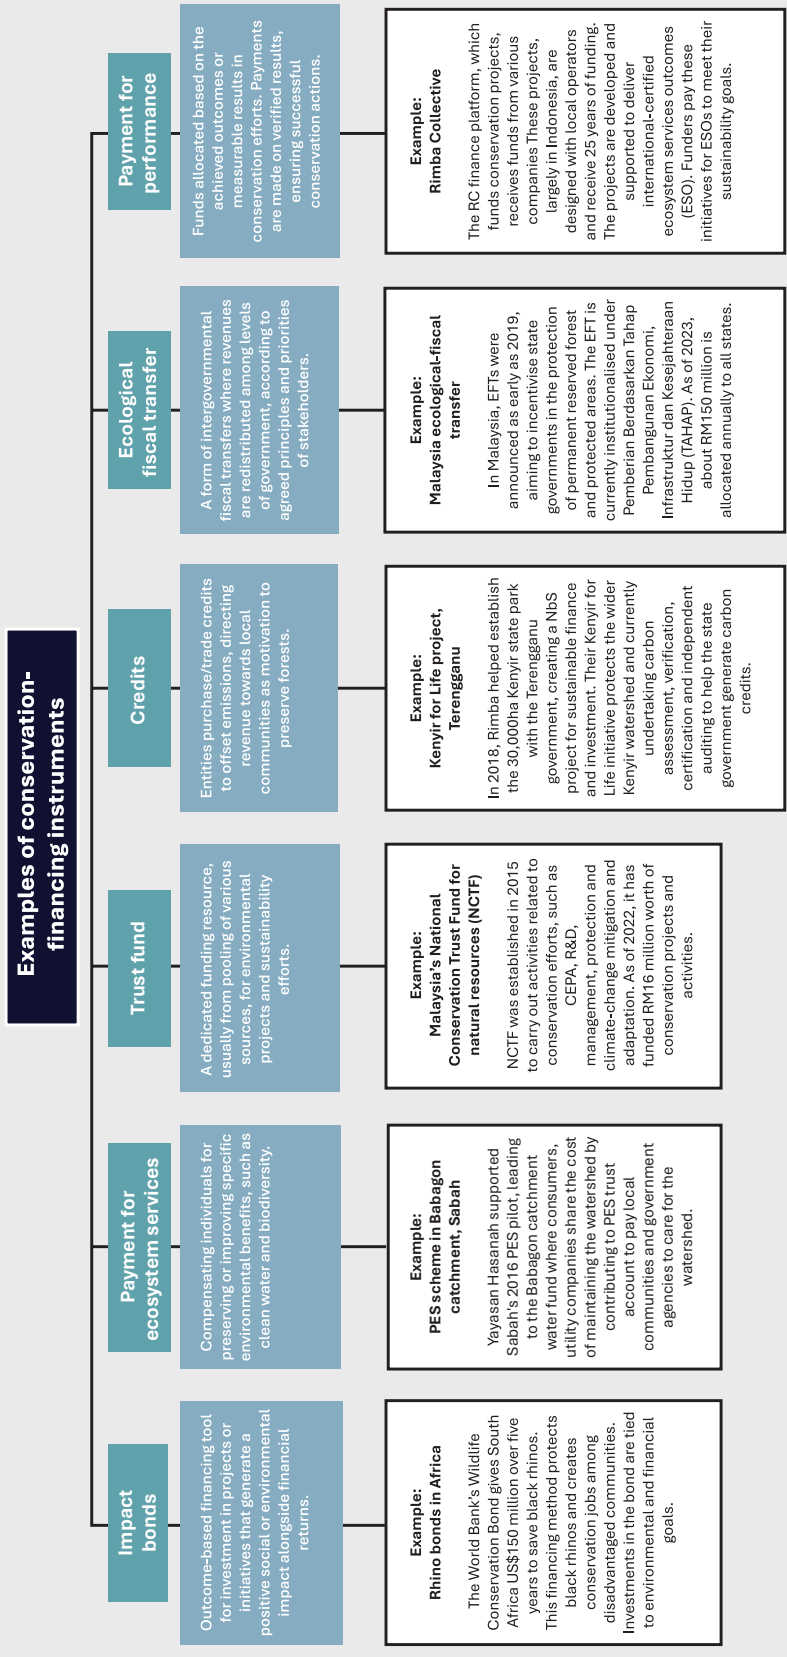 Examples of conservation-
financing instruments
Impact
bonds
Outcome-based financing tool
for investment in projects or
initiatives that generate a
positive social or environmental
impact alongside financial
returns.
Example:
Rhino bonds in Africa
The World Bank's Wildlife
Conservation Bond gives South
Africa US$150 million over five
years to save black rhinos.
This financing method protects
black rhinos and creates
conservation jobs among
disadvantaged communities.
Investments in the bond are tied
to environmental and financial
goals.
Payment for
ecosystem services
Compensating individuals for
preserving or improving specific
environmental benefits, such as
clean water and biodiversity.
Example:
PES scheme in Babagon
catchment, Sabah
Yayasan Hasanah supported
Sabah's 2016 PES pilot, leading
to the Babagon catchment
water fund where consumers,
utility companies share the cost
of maintaining the watershed by
contributing to PES trust
account to pay local
communities and government
agencies to care for the
watershed.
Trust fund
A dedicated funding resource,
usually from pooling of various
sources, for environmental
projects and sustainability
efforts.
Example:
Malaysia's National
Conservation Trust Fund for
natural resources (NCTF)
NCTF was established in 2015
to carry out activities related to
conservation efforts, such as
CEPA, R&D,
management, protection and
climate-change mitigation and
adaptation. As of 2022, it has
funded RM16 million worth of
conservation projects and
activities.
Credits
Entities purchase/trade credits
to offset emissions, directing
revenue towards local
communities as motivation to
preserve forests.
Example:
Kenyir for Life project,
Terengganu
In 2018, Rimba helped establish
the 30,000ha Kenyir state park
with the Terengganu
government, creating a NbS
project for sustainable finance
and investment. Their Kenyir for
Life initiative protects the wider
Kenyir watershed and currently
undertaking carbon
assessment, verification,
certification and independent
auditing to help the state
government generate carbon
credits.
Ecological
fiscal transfer
A form of intergovernmental
fiscal transfers where revenues
are redistributed among levels
of government, according to
agreed principles and priorities
of stakeholders.
Example:
Malaysia ecological-fiscal
transfer
In Malaysia, EFTs were
announced as early as 2019,
aiming to incentivise state
governments in the protection
of permanent reserved forest
and protected areas. The EFT is
currently institutionalised under
Pemberian Berdasarkan Tahap
Pembangunan Ekonomi,
Infrastruktur dan Kesejahteraan
Hidup (TAHAP). As of 2023,
about RM150 million is
allocated annually to all states.
Payment for
performance
Funds allocated based on the
achieved outcomes or
measurable results in
conservation efforts. Payments
are made on verified results,
ensuring successful
conservation actions.
Example:
Rimba Collective
The RC finance platform, which
funds conservation projects,
receives funds from various
companies These projects,
largely in Indonesia, are
designed with local operators
and receive 25 years of funding.
The projects are developed and
supported to deliver
international-certified
ecosystem services outcomes
(ESO). Funders pay these
initiatives for ESOs to meet their
sustainability goals.